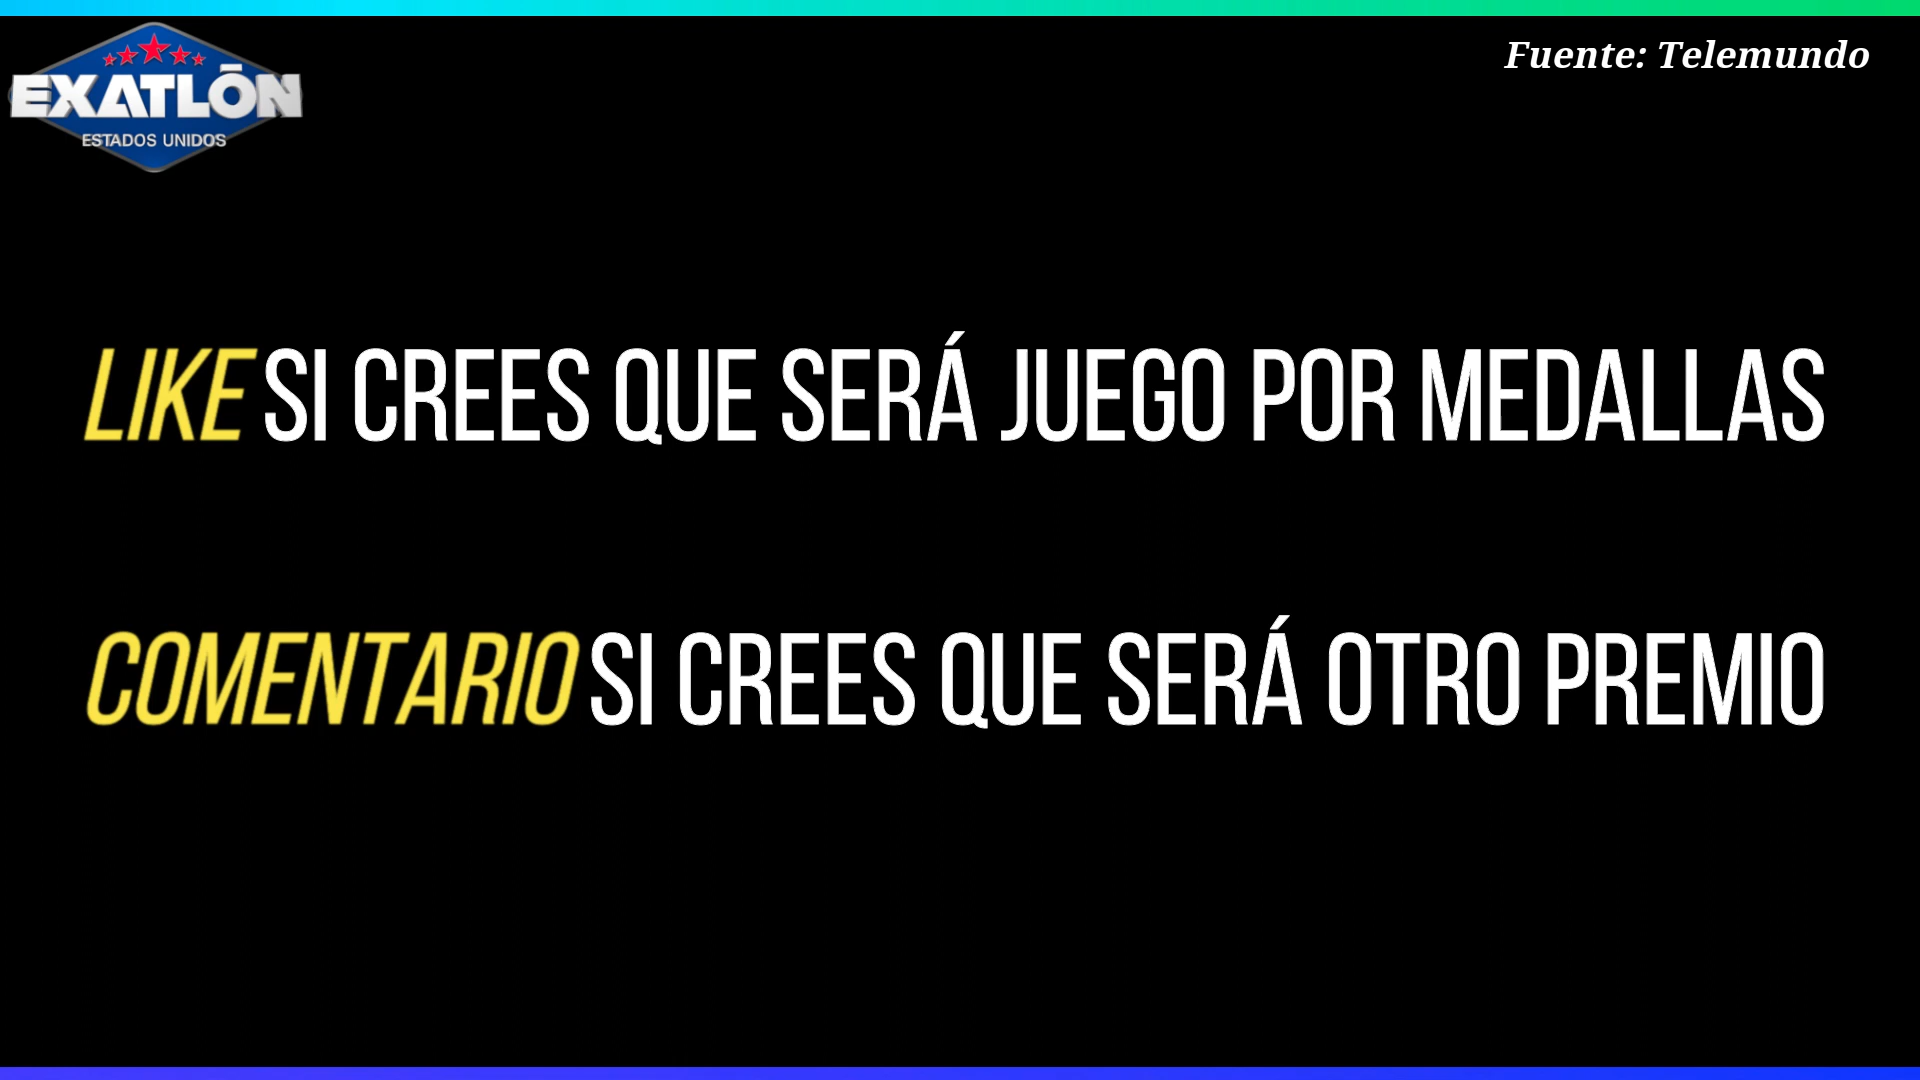 EXATLŌN
ESTADOS UNIDOS
Fuente: Telemundo
LIKE SI CREES QUE SERÁ JUEGO POR MEDALLAS
COMENTARIO SI CREES QUE SERÁ OTRO PREMIO